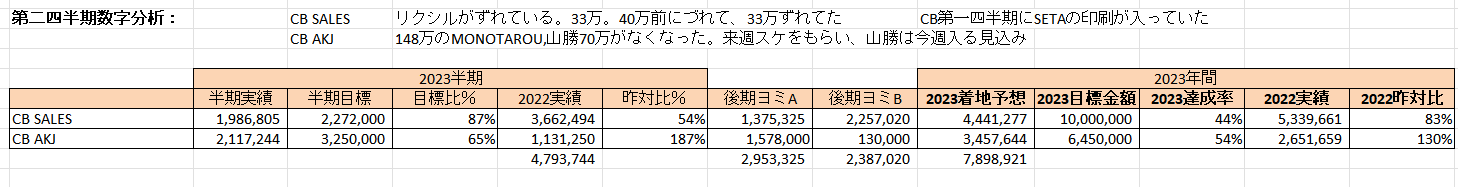 第二四半期数字分析： CB SALES リクシルがずれている。33万。40万前にづれて、33万ずれてた CB第一四半期にSETAの印刷が入っていた
CB AKJ 148万のMONOTAROU,山勝70万がなくなった。来週スケをもらい、山勝は今週入る見込み
2023半期 2023年間
半期実績 半期目標 目標比% 2022実績 昨対比% 後期ヨミA 後期ヨミB 2023着地予想 2023目標金額 2023達成率 2022実績 2022昨対比
CB SALES 1,986,805 2,272,000 87% 3,662,494 54% 1,375,325 2,257,020 4,441,277 10,000,000 44% 5,339,661 83%
CB AKJ 2,117,244 3,250,000 65% 1,131,250 187% 1,578,000 130,000 3,457,644 6,450,000 54% 2,651,659 130%
4,793,744 2,953,325 2,387,020 7,898,921